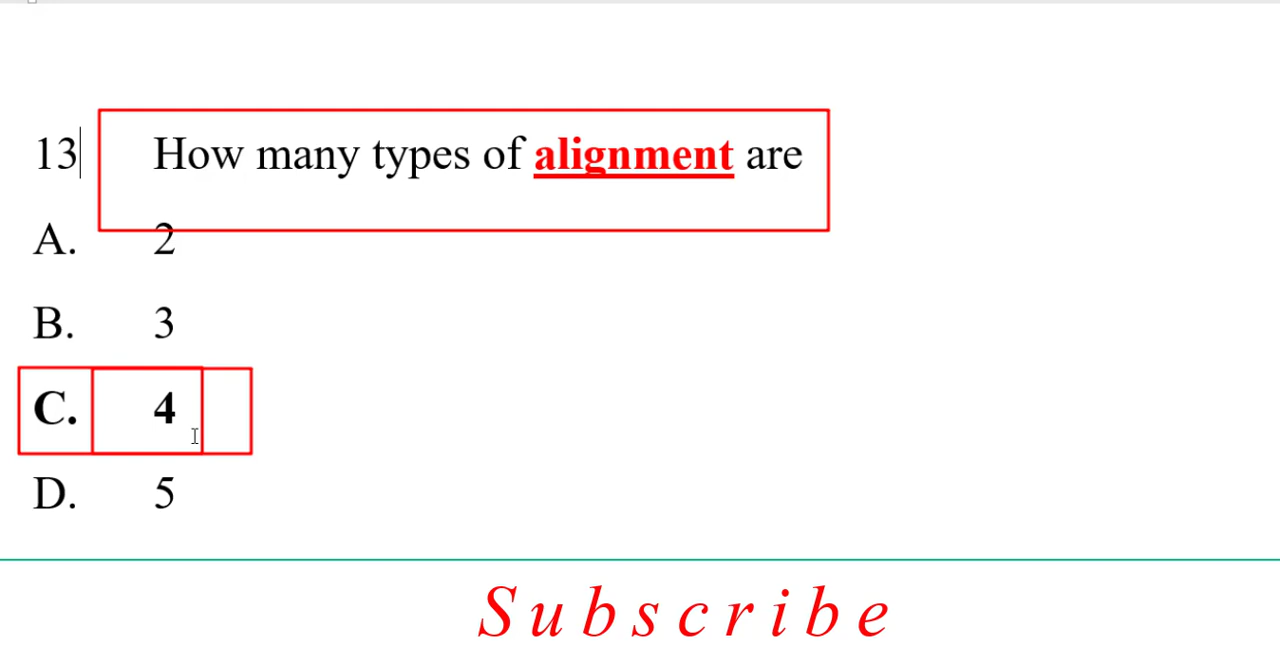 13 How many types of alignment are
A. 2
B. 3
C. 4
D. 5
Subscribe